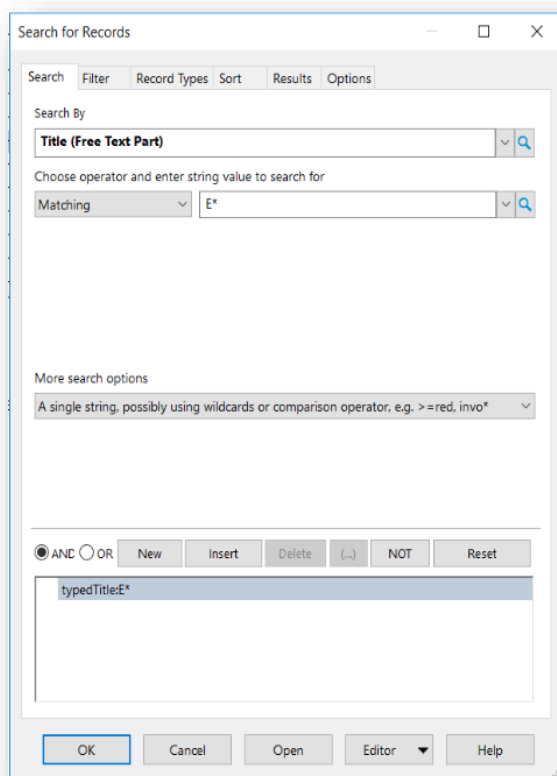 Search for Records
Search Filter Record Types Sort Results Options
Search By
Title (Free Text Part)
Choose operator and enter string value to search for
Matching E*
More search options
A single string, possibly using wildcards or comparison operator, e.g. >=red, invo*
AND OR New Insert Delete (...) NOT Reset
typedTitle:E*
OK Cancel Open Editor Help